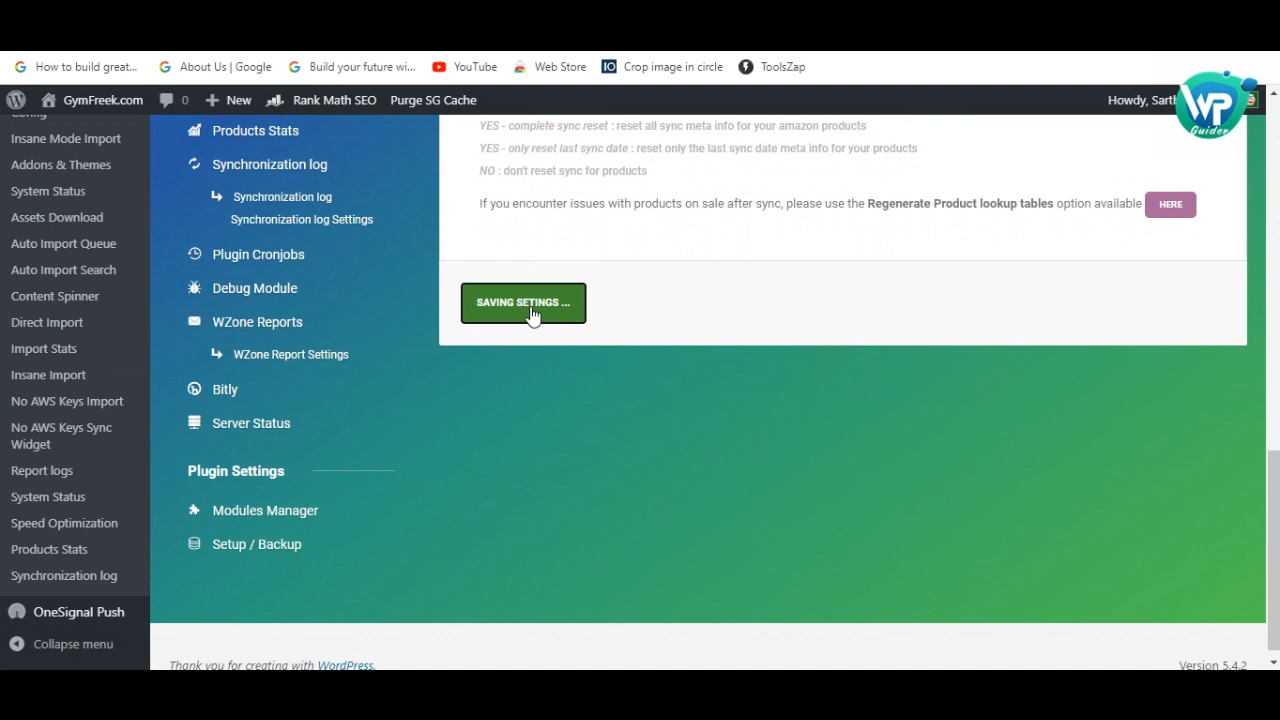 How to build great...
About Us | Google
Build your future wi...
YouTube
Web Store
Crop image in circle
ToolsZap
GymFreek.com
0
New
Rank Math SEO
Purge SG Cache
Howdy, Sart
WP
Guider
Config
Insane Mode Import
Addons & Themes
System Status
Assets Download
Auto Import Queue
Auto Import Search
Content Spinner
Direct Import
Import Stats
Insane Import
No AWS Keys Import
No AWS Keys Sync
Widget
Report logs
System Status
Speed Optimization
Products Stats
Synchronization log
OneSignal Push
Collapse menu
Products Stats
Synchronization log
Synchronization log
Synchronization log Settings
Plugin Cronjobs
Debug Module
WZone Reports
WZone Report Settings
Bitly
Server Status
Plugin Settings
Modules Manager
Setup / Backup
YES - complete sync reset : reset all sync meta info for your amazon products
YES - only reset last sync date : reset only the last sync date meta info for your products
NO : don't reset sync for products
If you encounter issues with products on sale after sync, please use the Regenerate Product lookup tables option available HERE
SAVING SETINGS ...
Thank you for creating with WordPress.
Version 5.4.2